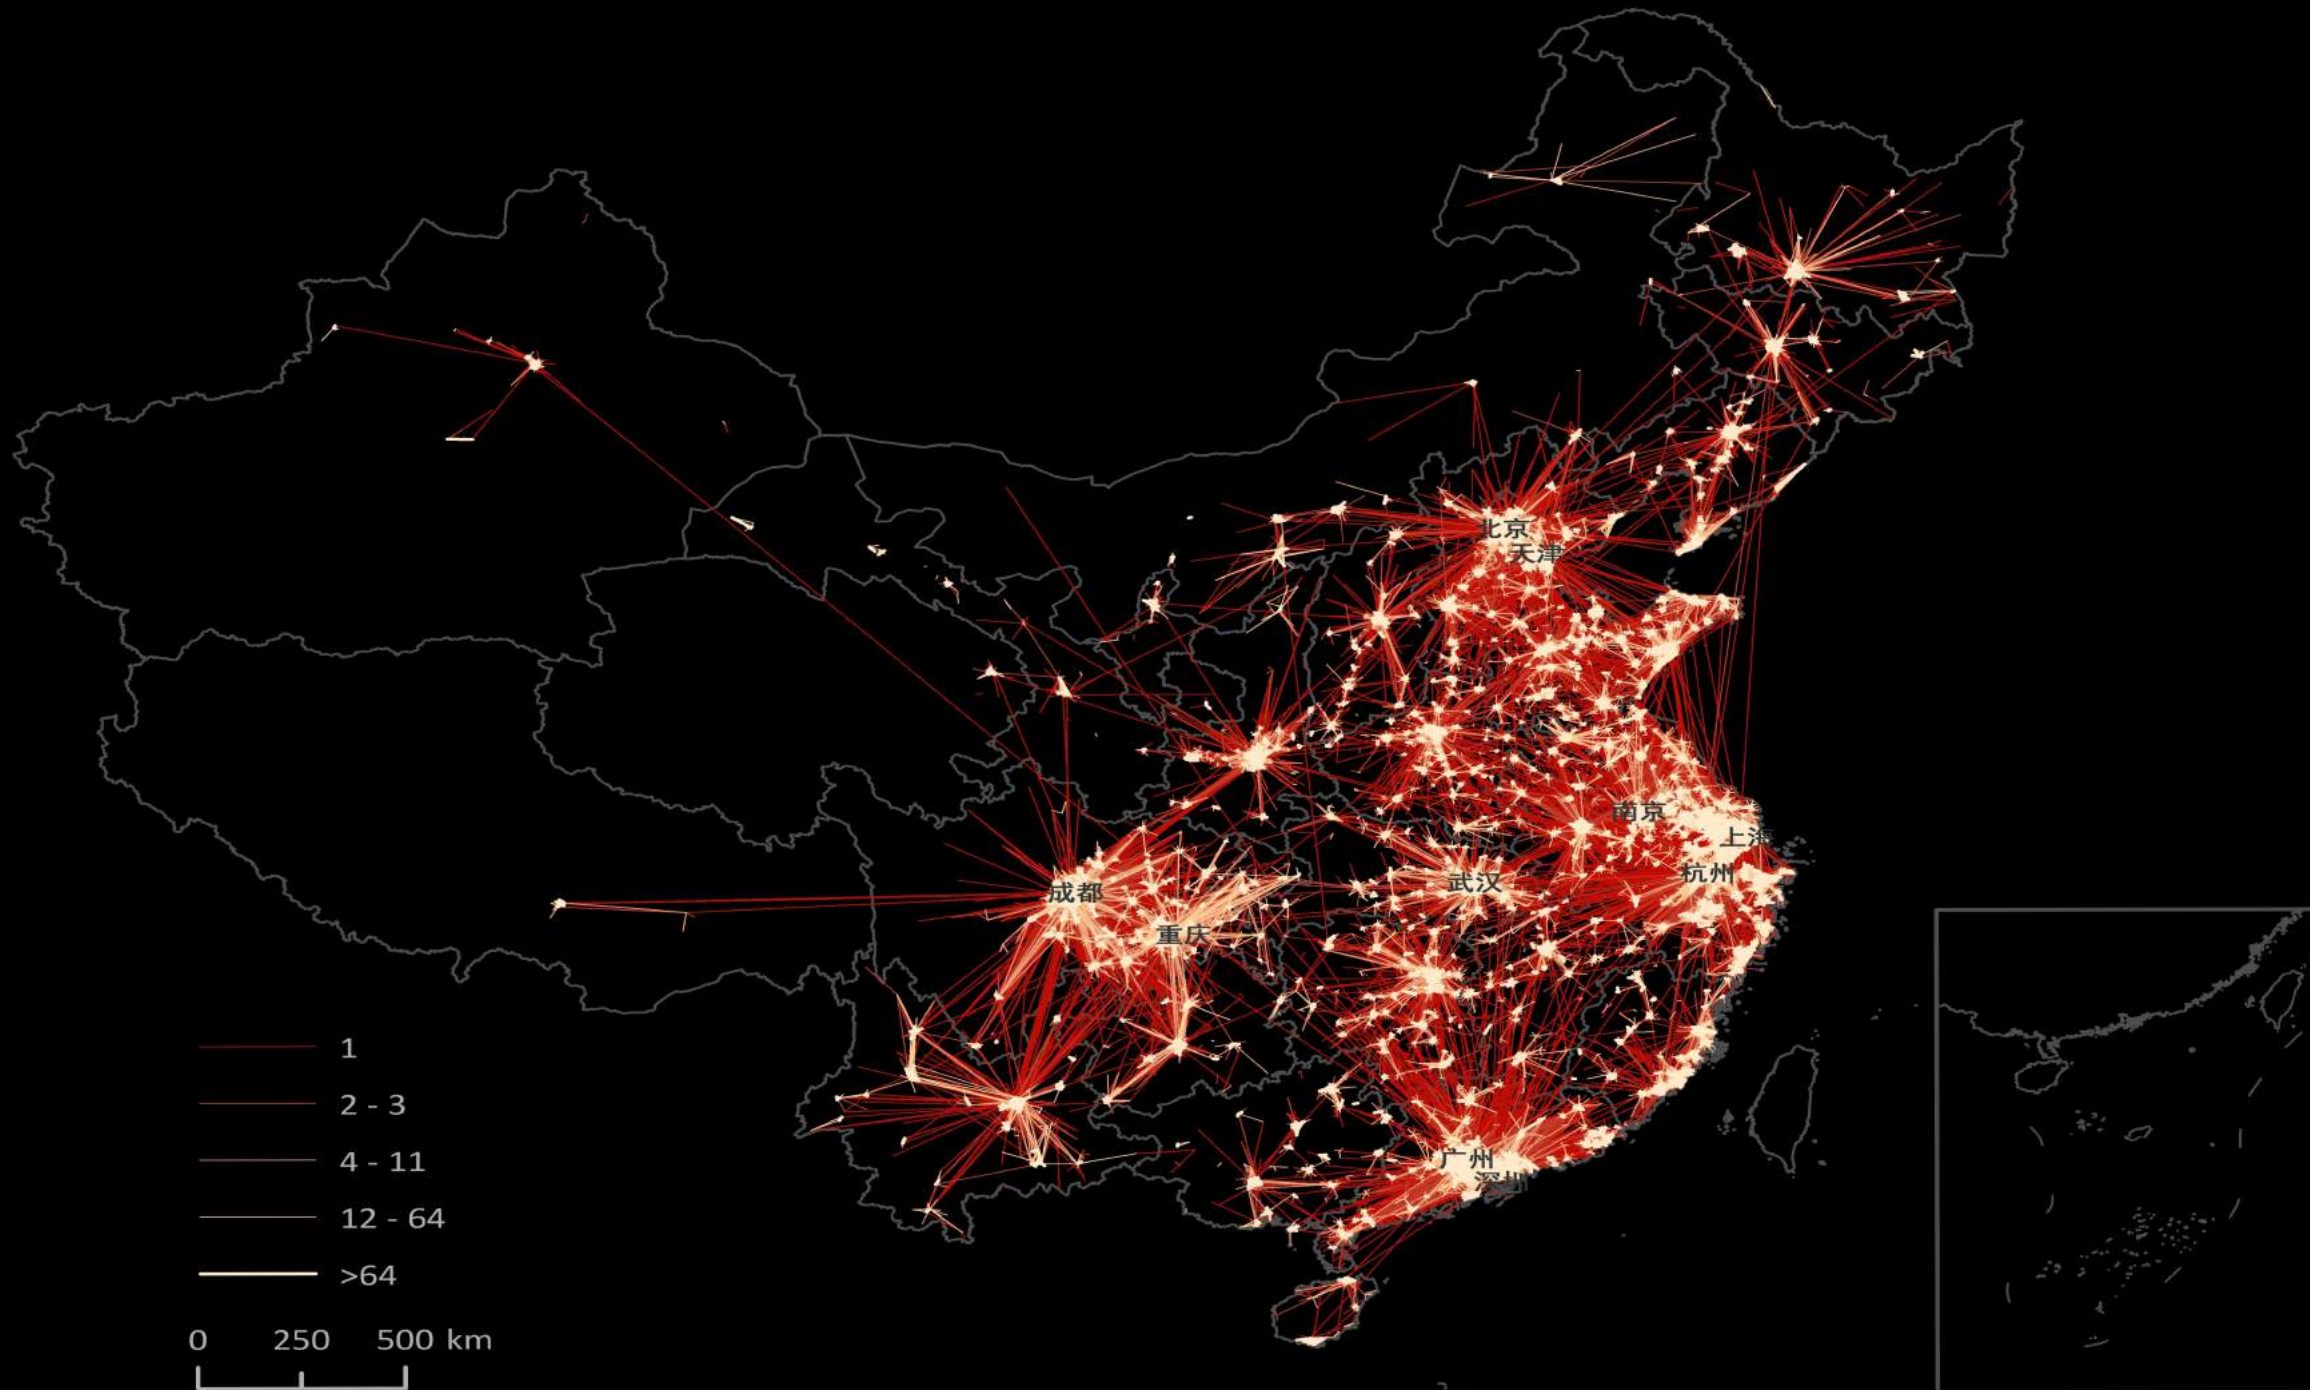 北京
天津
南京
上海
杭州
武汉
成都
重庆
广州
深圳
1
2 - 3
4 - 11
12 - 64
>64
0 250 500 km